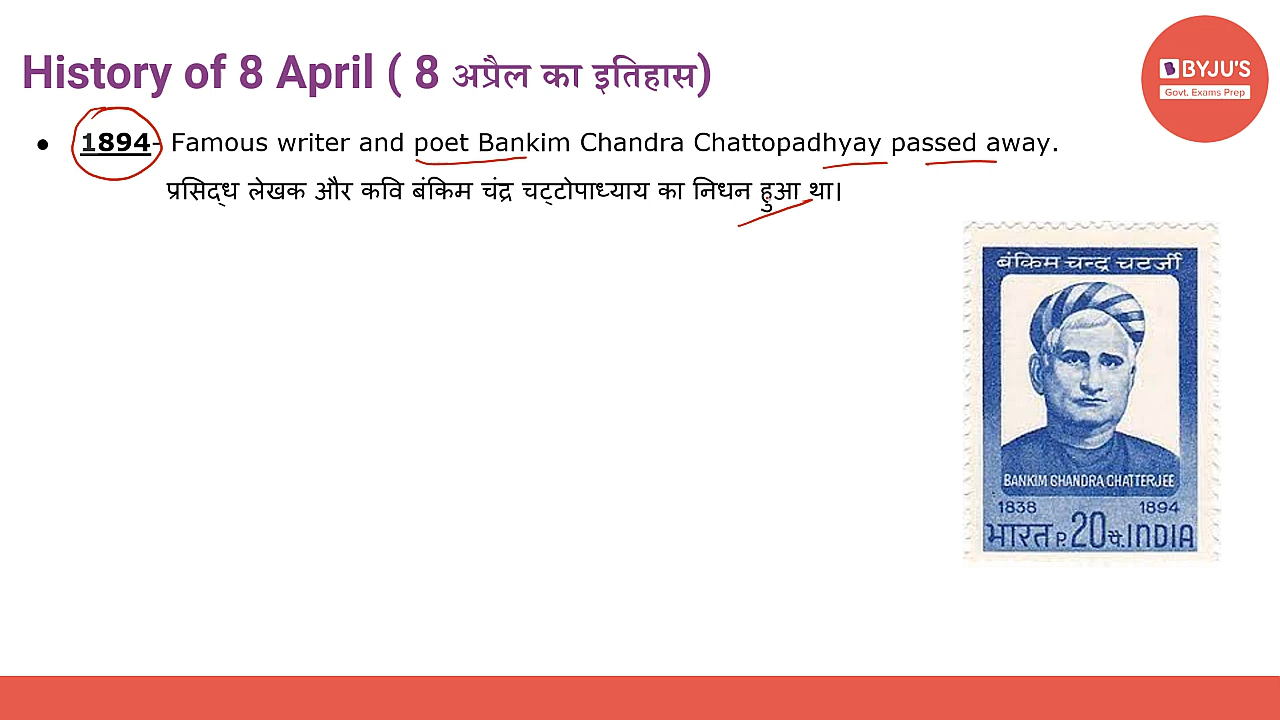 History of 8 April ( 8 अप्रैल का इतिहास)
BYJU'S
Govt. Exams Prep
● 1894- Famous writer and poet Bankim Chandra Chattopadhyay passed away.
प्रसिद्ध लेखक और कवि बंकिम चंद्र चट्टोपाध्याय का निधन हुआ था।
बंकिम चन्द्र चटर्जी
BANKIM CHANDRA CHATTERJEE
1838 1894
भारत P. 20 पै. INDIA